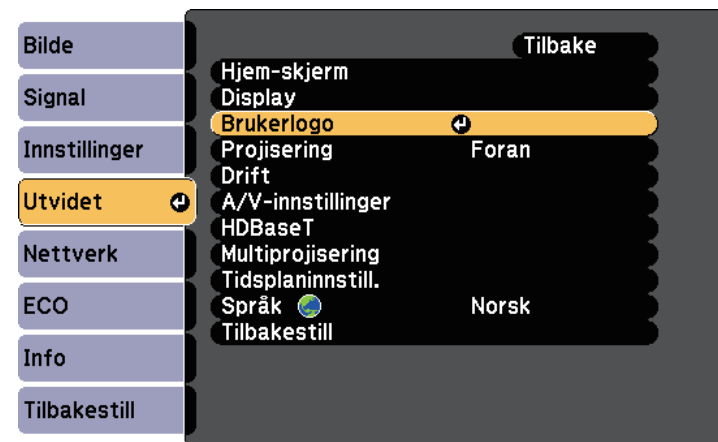 Bilde
Signal
Innstillinger
Utvidet
Nettverk
ECO
Info
Tilbakestill
Tilbake
Hjem-skjerm
Display
Brukerlogo
Projisering Foran
Drift
A/V-innstillinger
HDBaseT
Multiprojisering
Tidsplaninnstill.
Språk Norsk
Tilbakestill